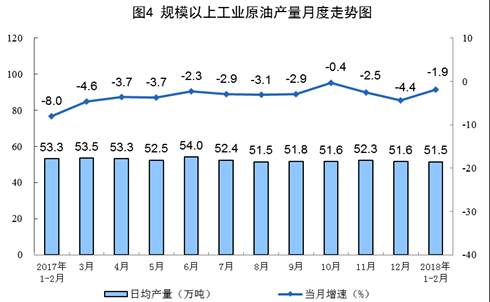 图4 规模以上工业原油产量月度走势图
120 10
100 0
80 -10
60 -20
40 -30
20 -40
0
-8.0 -4.6 -3.7 -3.7 -2.3 -2.9 -3.1 -2.9 -0.4 -2.5 -4.4 -1.9
53.3 53.5 53.3 52.5 54.0 52.4 51.5 51.8 51.6 52.3 51.6 51.5
2017年 3月 4月 5月 6月 7月 8月 9月 10月 11月 12月 2018年
1-2月 1-2月
日均产量（万吨） 当月增速（%）